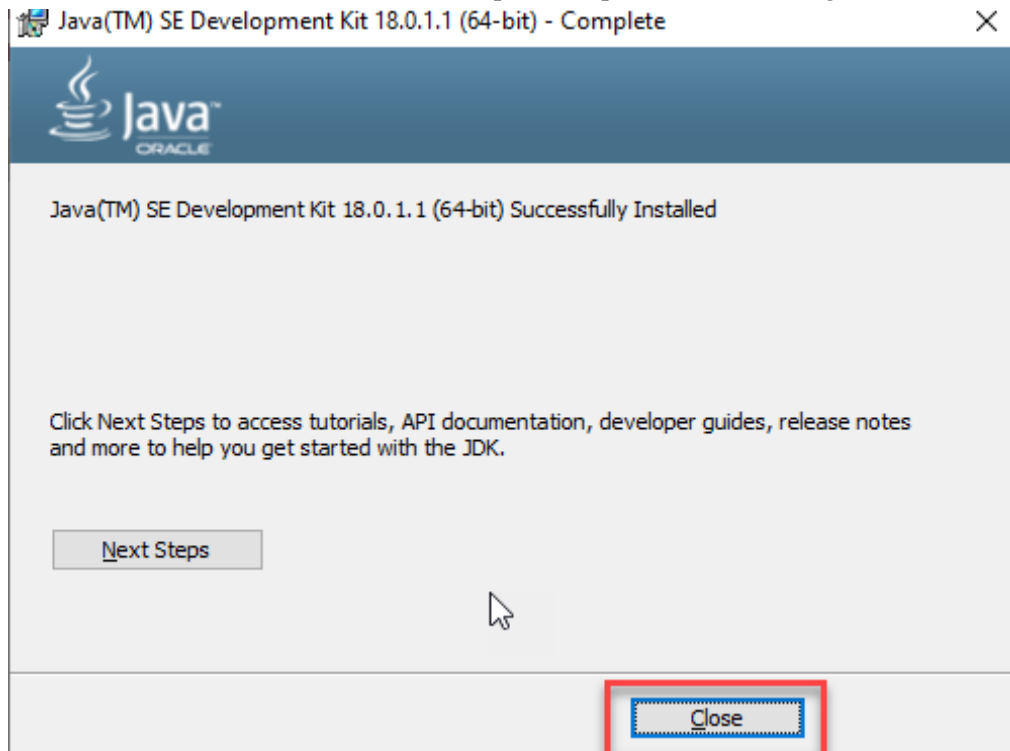 Java(TM) SE Development Kit 18.0.1.1 (64-bit) - Complete
Java™
ORACLE
Java(TM) SE Development Kit 18.0.1.1 (64-bit) Successfully Installed
Click Next Steps to access tutorials, API documentation, developer guides, release notes
and more to help you get started with the JDK.
Next Steps
Close